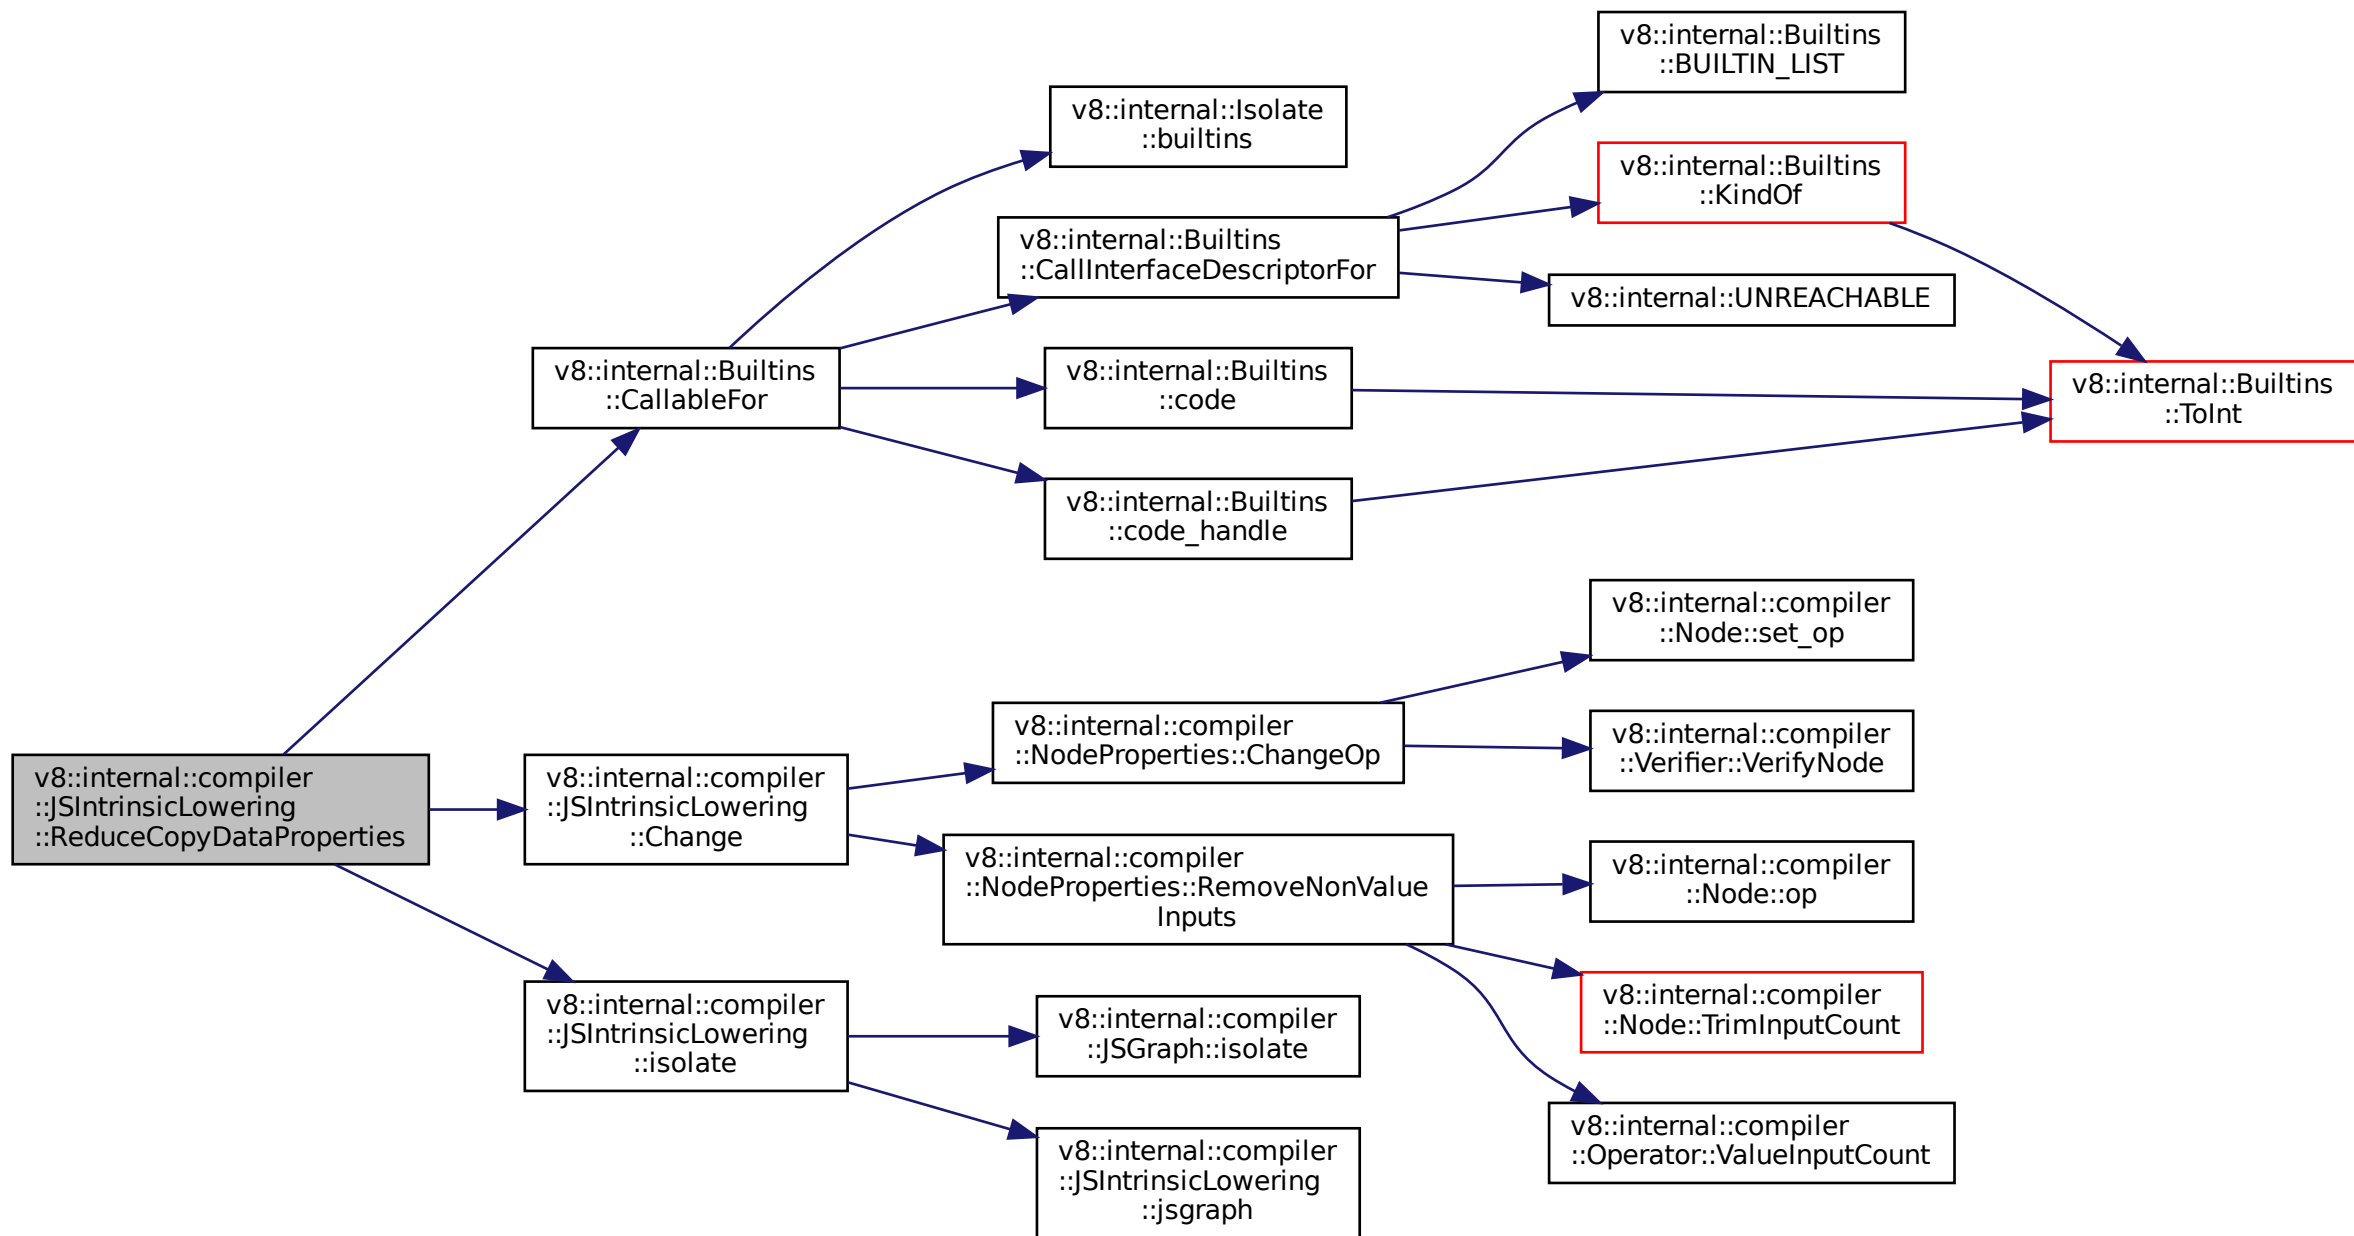 v8::internal::compiler
::JSIntrinsicLowering
::ReduceCopyDataProperties
v8::internal::Builtins
::CallableFor
v8::internal::Isolate
::builtins
v8::internal::Builtins
::CallInterfaceDescriptorFor
v8::internal::Builtins
::BUILTIN_LIST
v8::internal::Builtins
::KindOf
v8::internal::UNREACHABLE
v8::internal::Builtins
::code
v8::internal::Builtins
::ToInt
v8::internal::Builtins
::code_handle
v8::internal::compiler
::JSIntrinsicLowering
::Change
v8::internal::compiler
::NodeProperties::ChangeOp
v8::internal::compiler
::Node::set_op
v8::internal::compiler
::Verifier::VerifyNode
v8::internal::compiler
::NodeProperties::RemoveNonValue
Inputs
v8::internal::compiler
::Node::op
v8::internal::compiler
::Node::TrimInputCount
v8::internal::compiler
::Operator::ValueInputCount
v8::internal::compiler
::JSIntrinsicLowering
::isolate
v8::internal::compiler
::JSGraph::isolate
v8::internal::compiler
::JSIntrinsicLowering
::jsgraph